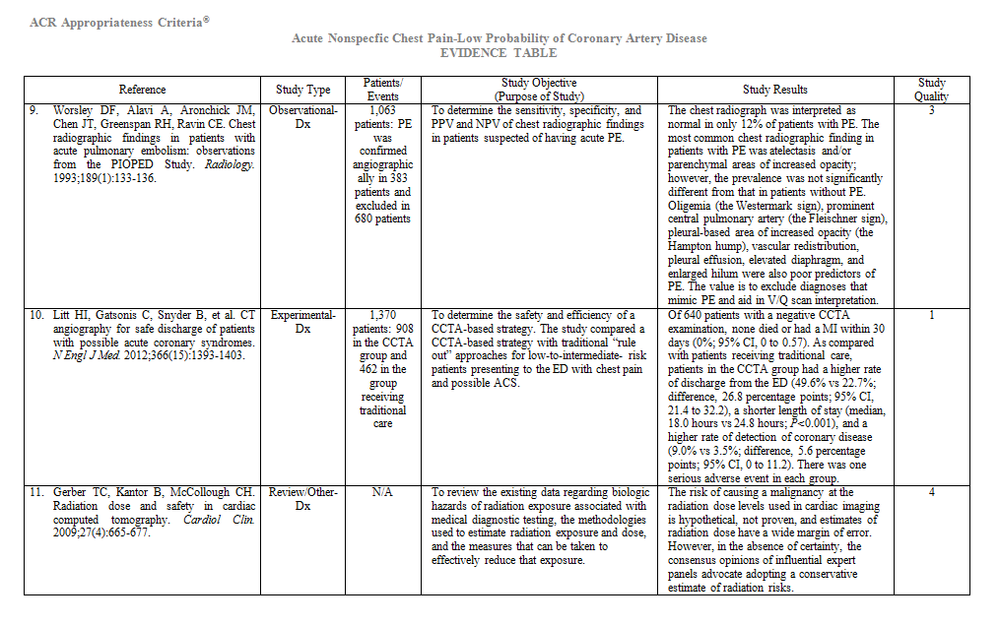 ACR Appropriateness Criteria®
Acute Nonspecfic Chest Pain-Low Probability of Coronary Artery Disease
EVIDENCE TABLE
Reference
Study Type
Patients/
Events
Study Objective
(Purpose of Study)
Study Results
Study
Quality
9. Worsley DF, Alavi A, Aronchick JM,
Chen JT, Greenspan RH, Ravin CE. Chest
radiographic findings in patients with
acute pulmonary embolism: observations
from the PIOPED Study. Radiology.
1993;189(1):133-136.
Observational-
Dx
1,063
patients: PE
was
confirmed
angiographic
ally in 383
patients and
excluded in
680 patients
To determine the sensitivity, specificity, and
PPV and NPV of chest radiographic findings
in patients suspected of having acute PE.
The chest radiograph was interpreted as
normal in only 12% of patients with PE. The
most common chest radiographic finding in
patients with PE was atelectasis and/or
parenchymal areas of increased opacity;
however, the prevalence was not significantly
different from that in patients without PE.
Oligemia (the Westermark sign), prominent
central pulmonary artery (the Fleischner sign),
pleural-based area of increased opacity (the
Hampton hump), vascular redistribution,
pleural effusion, elevated diaphragm, and
enlarged hilum were also poor predictors of
PE. The value is to exclude diagnoses that
mimic PE and aid in V/Q scan interpretation.
3
10. Litt HI, Gatsonis C, Snyder B, et al. CT
angiography for safe discharge of patients
with possible acute coronary syndromes.
N Engl J Med. 2012;366(15):1393-1403.
Experimental-
Dx
1,370
patients: 908
in the CCTA
group and
462 in the
group
receiving
traditional
care
To determine the safety and efficiency of a
CCTA-based strategy. The study compared a
CCTA-based strategy with traditional “rule
out” approaches for low-to-intermediate- risk
patients presenting to the ED with chest pain
and possible ACS.
Of 640 patients with a negative CCTA
examination, none died or had a MI within 30
days (0%; 95% CI, 0 to 0.57). As compared
with patients receiving traditional care,
patients in the CCTA group had a higher rate
of discharge from the ED (49.6% vs 22.7%;
difference, 26.8 percentage points; 95% CI,
21.4 to 32.2), a shorter length of stay (median,
18.0 hours vs 24.8 hours; P<0.001), and a
higher rate of detection of coronary disease
(9.0% vs 3.5%; difference, 5.6 percentage
points; 95% CI, 0 to 11.2). There was one
serious adverse event in each group.
1
11. Gerber TC, Kantor B, McCollough CH.
Radiation dose and safety in cardiac
computed tomography. Cardiol Clin.
2009;27(4):665-677.
Review/Other-
Dx
N/A
To review the existing data regarding biologic
hazards of radiation exposure associated with
medical diagnostic testing, the methodologies
used to estimate radiation exposure and dose,
and the measures that can be taken to
effectively reduce that exposure.
The risk of causing a malignancy at the
radiation dose levels used in cardiac imaging
is hypothetical, not proven, and estimates of
radiation dose have a wide margin of error.
However, in the absence of certainty, the
consensus opinions of influential expert
panels advocate adopting a conservative
estimate of radiation risks.
4